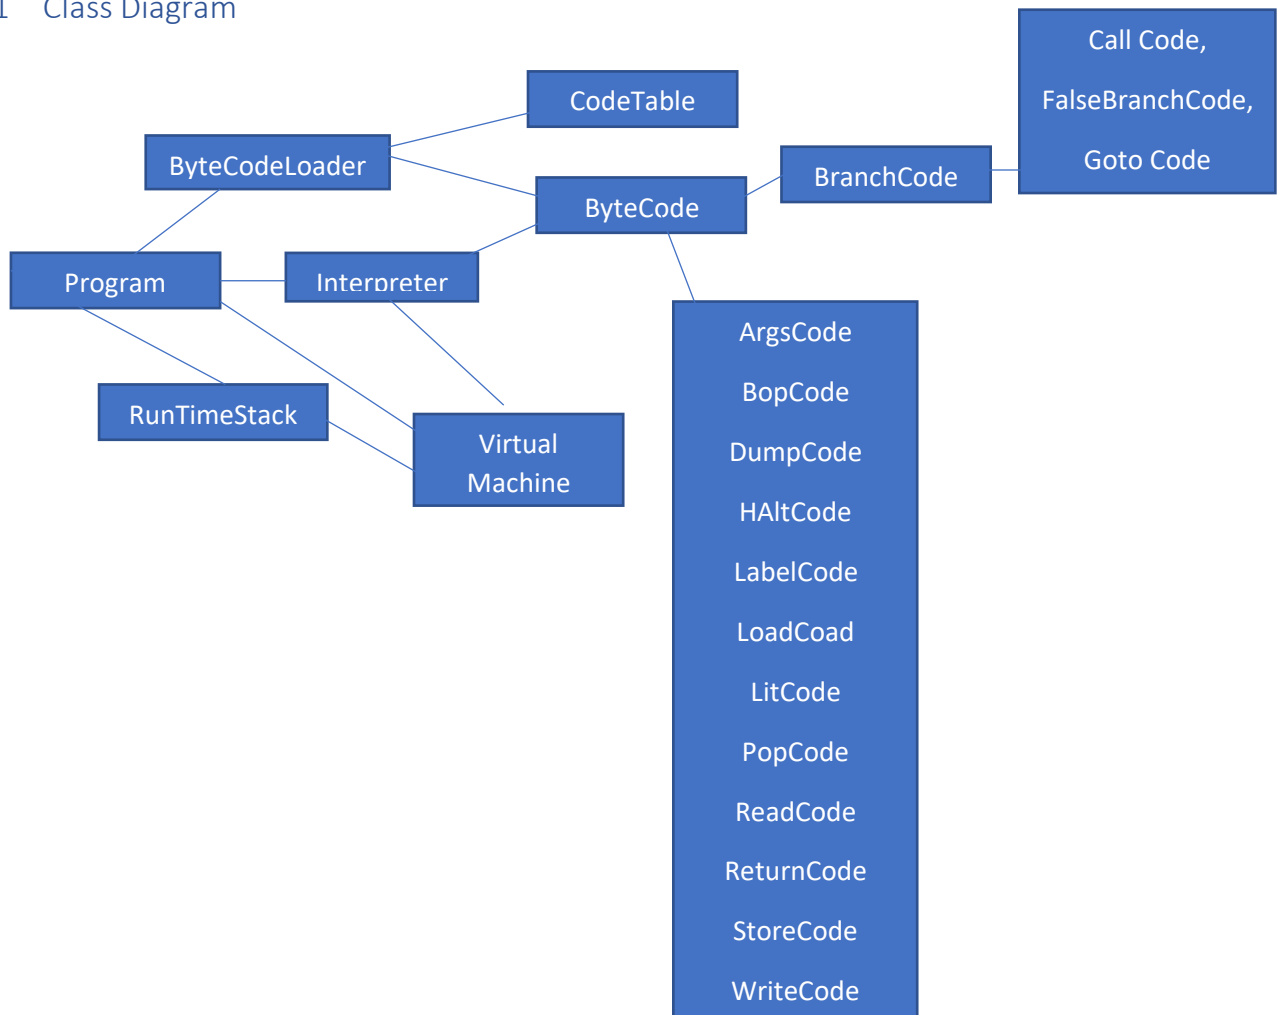 1 Class Diagram
Call Code,
FalseBranchCode,
Goto Code
CodeTable
ByteCodeLoader
BranchCode
ByteCode
Program
Interpreter
RunTimeStack
Virtual
Machine
ArgsCode
BopCode
DumpCode
HAltCode
LabelCode
LoadCoad
LitCode
PopCode
ReadCode
ReturnCode
StoreCode
WriteCode